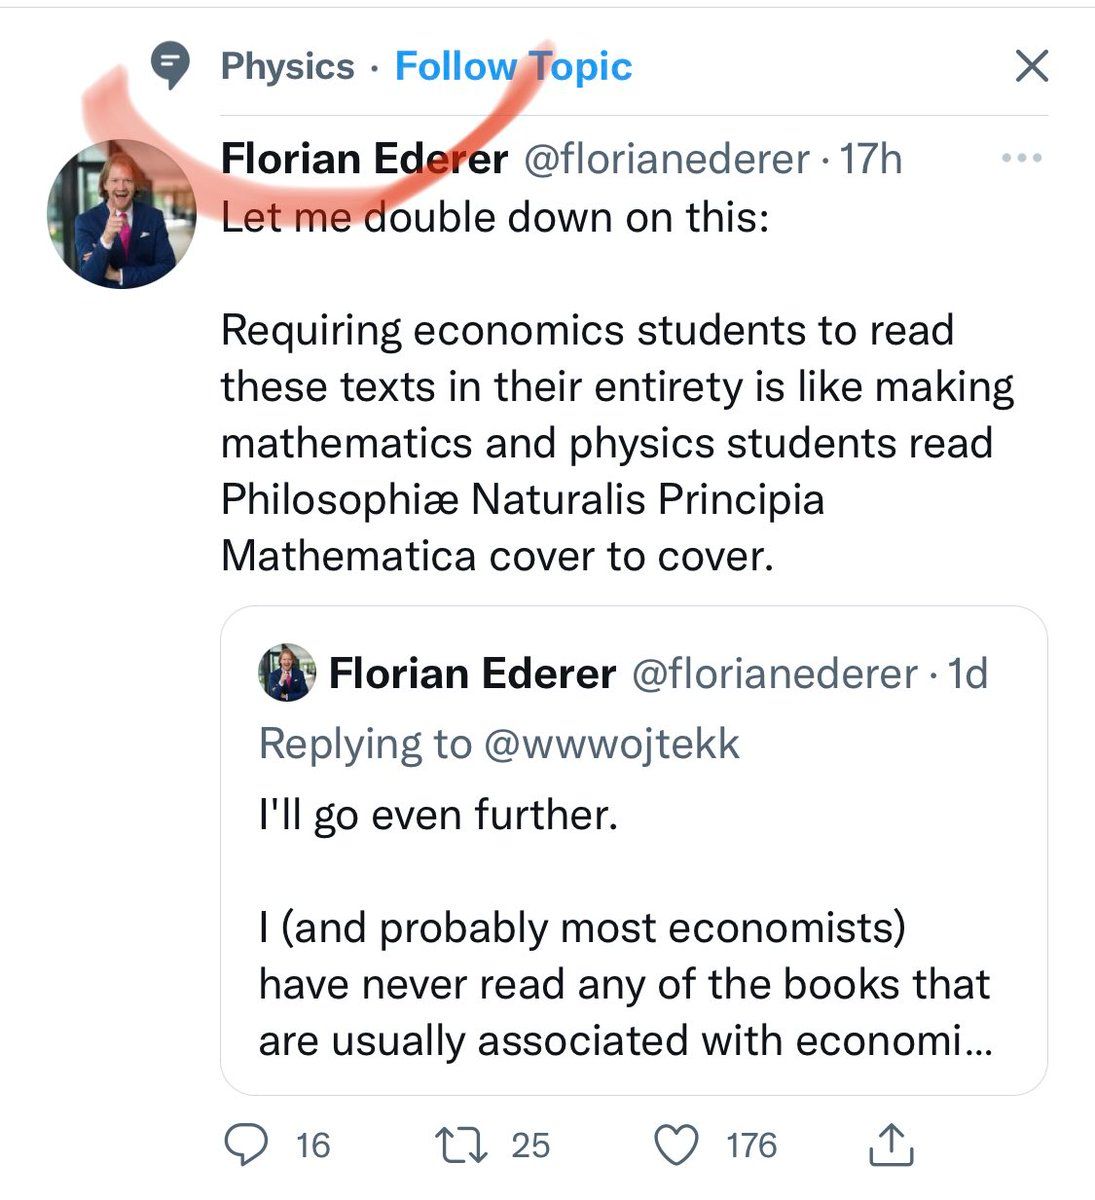 Physics · Follow Topic
Florian Ederer @florianederer · 17h
Let me double down on this:
Requiring economics students to read
these texts in their entirety is like making
mathematics and physics students read
Philosophiæ Naturalis Principia
Mathematica cover to cover.
Florian Ederer @florianederer · 1d
Replying to @wwwojtekk
I'll go even further.
I (and probably most economists)
have never read any of the books that
are usually associated with economi...
16 25 176